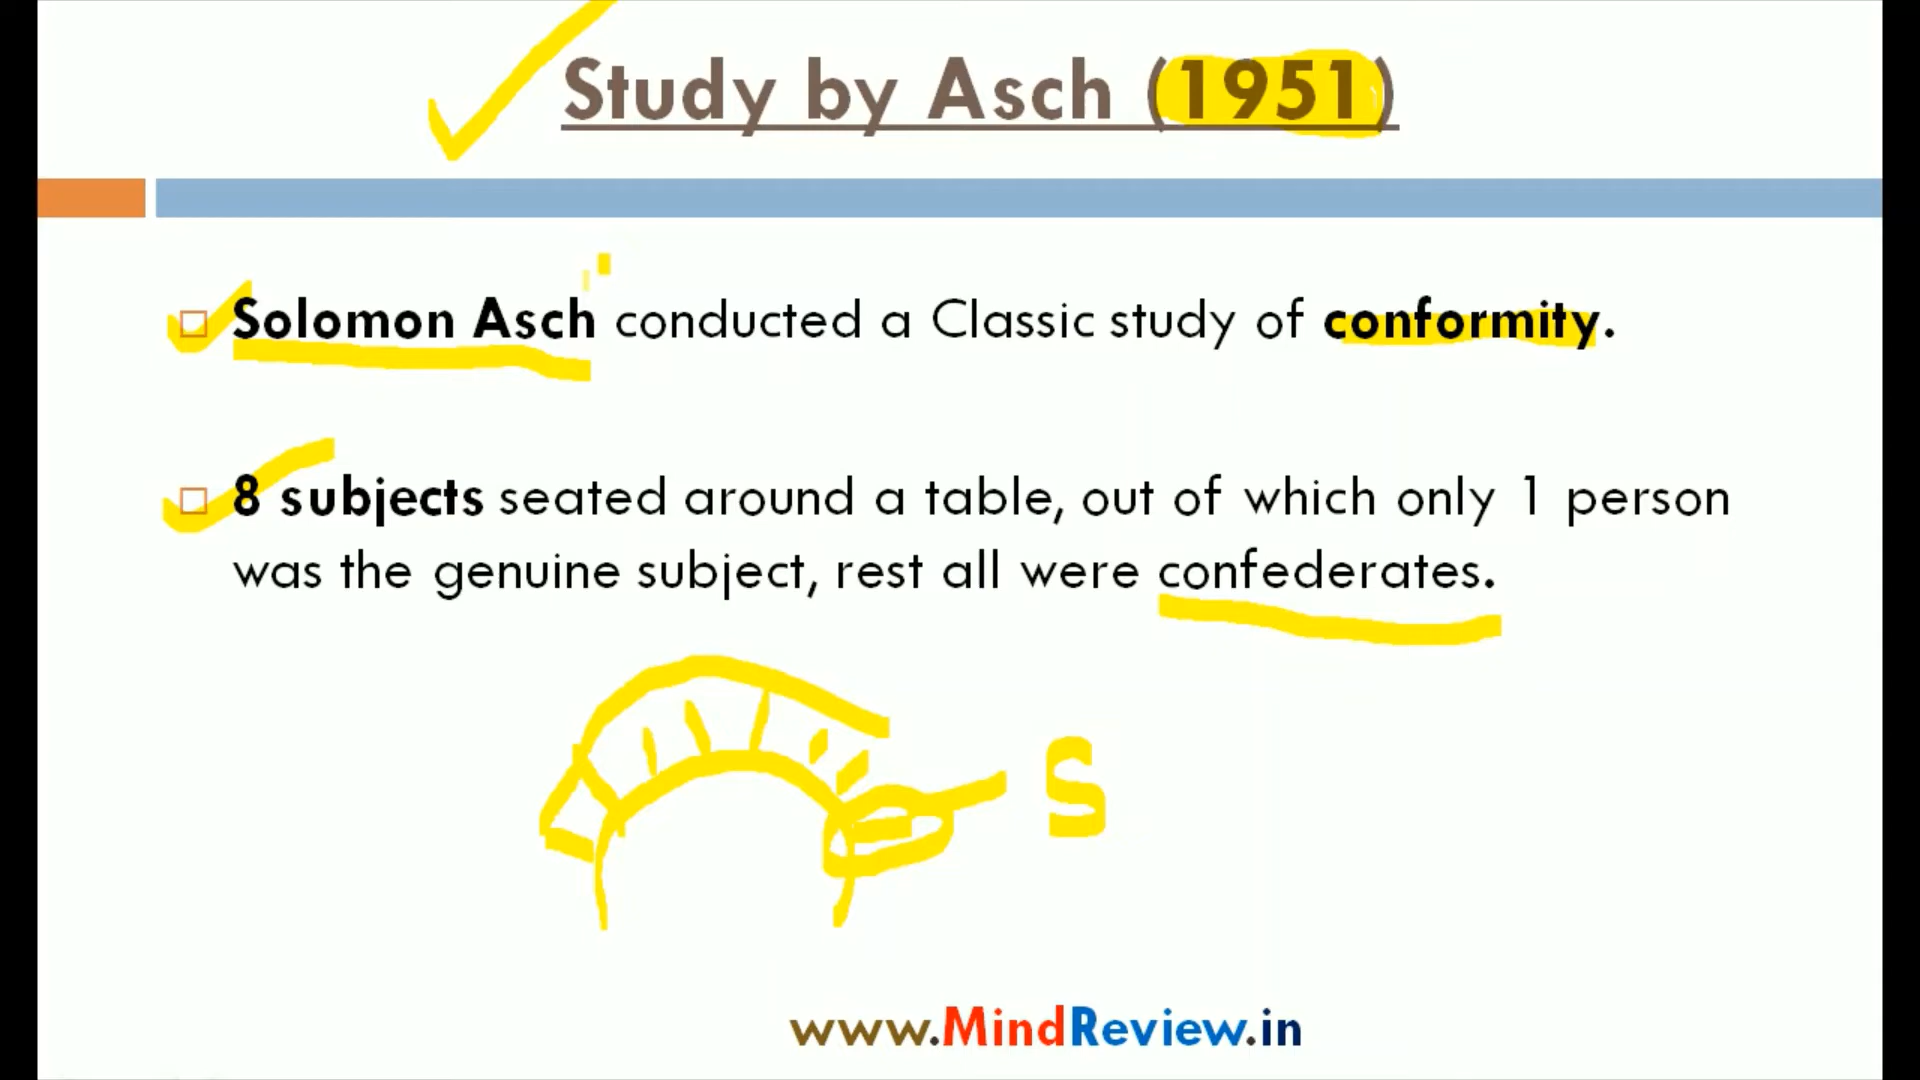 Study by Asch (1951)
Solomon Asch conducted a Classic study of conformity.
8 subjects seated around a table, out of which only 1 person
was the genuine subject, rest all were confederates.
S
www.MindReview.in